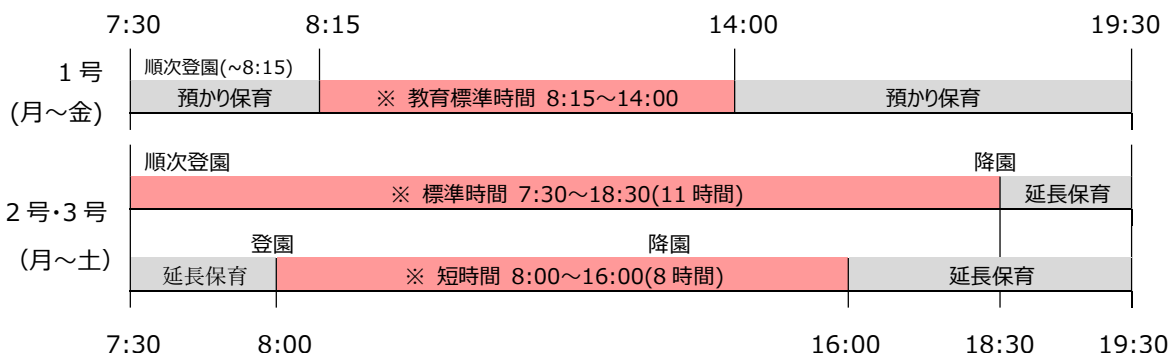 7:30 8:15 14:00 19:30
順次登園(~8:15)
1号
預かり保育 ※ 教育標準時間 8:15～14:00 預かり保育
(月～金)
順次登園 降園
※ 標準時間 7:30～18:30(11時間) 延長保育
2号･3号
登園 降園
（月～土）
延長保育 ※ 短時間 8:00～16:00(8時間) 延長保育
7:30 8:00 16:00 18:30 19:30